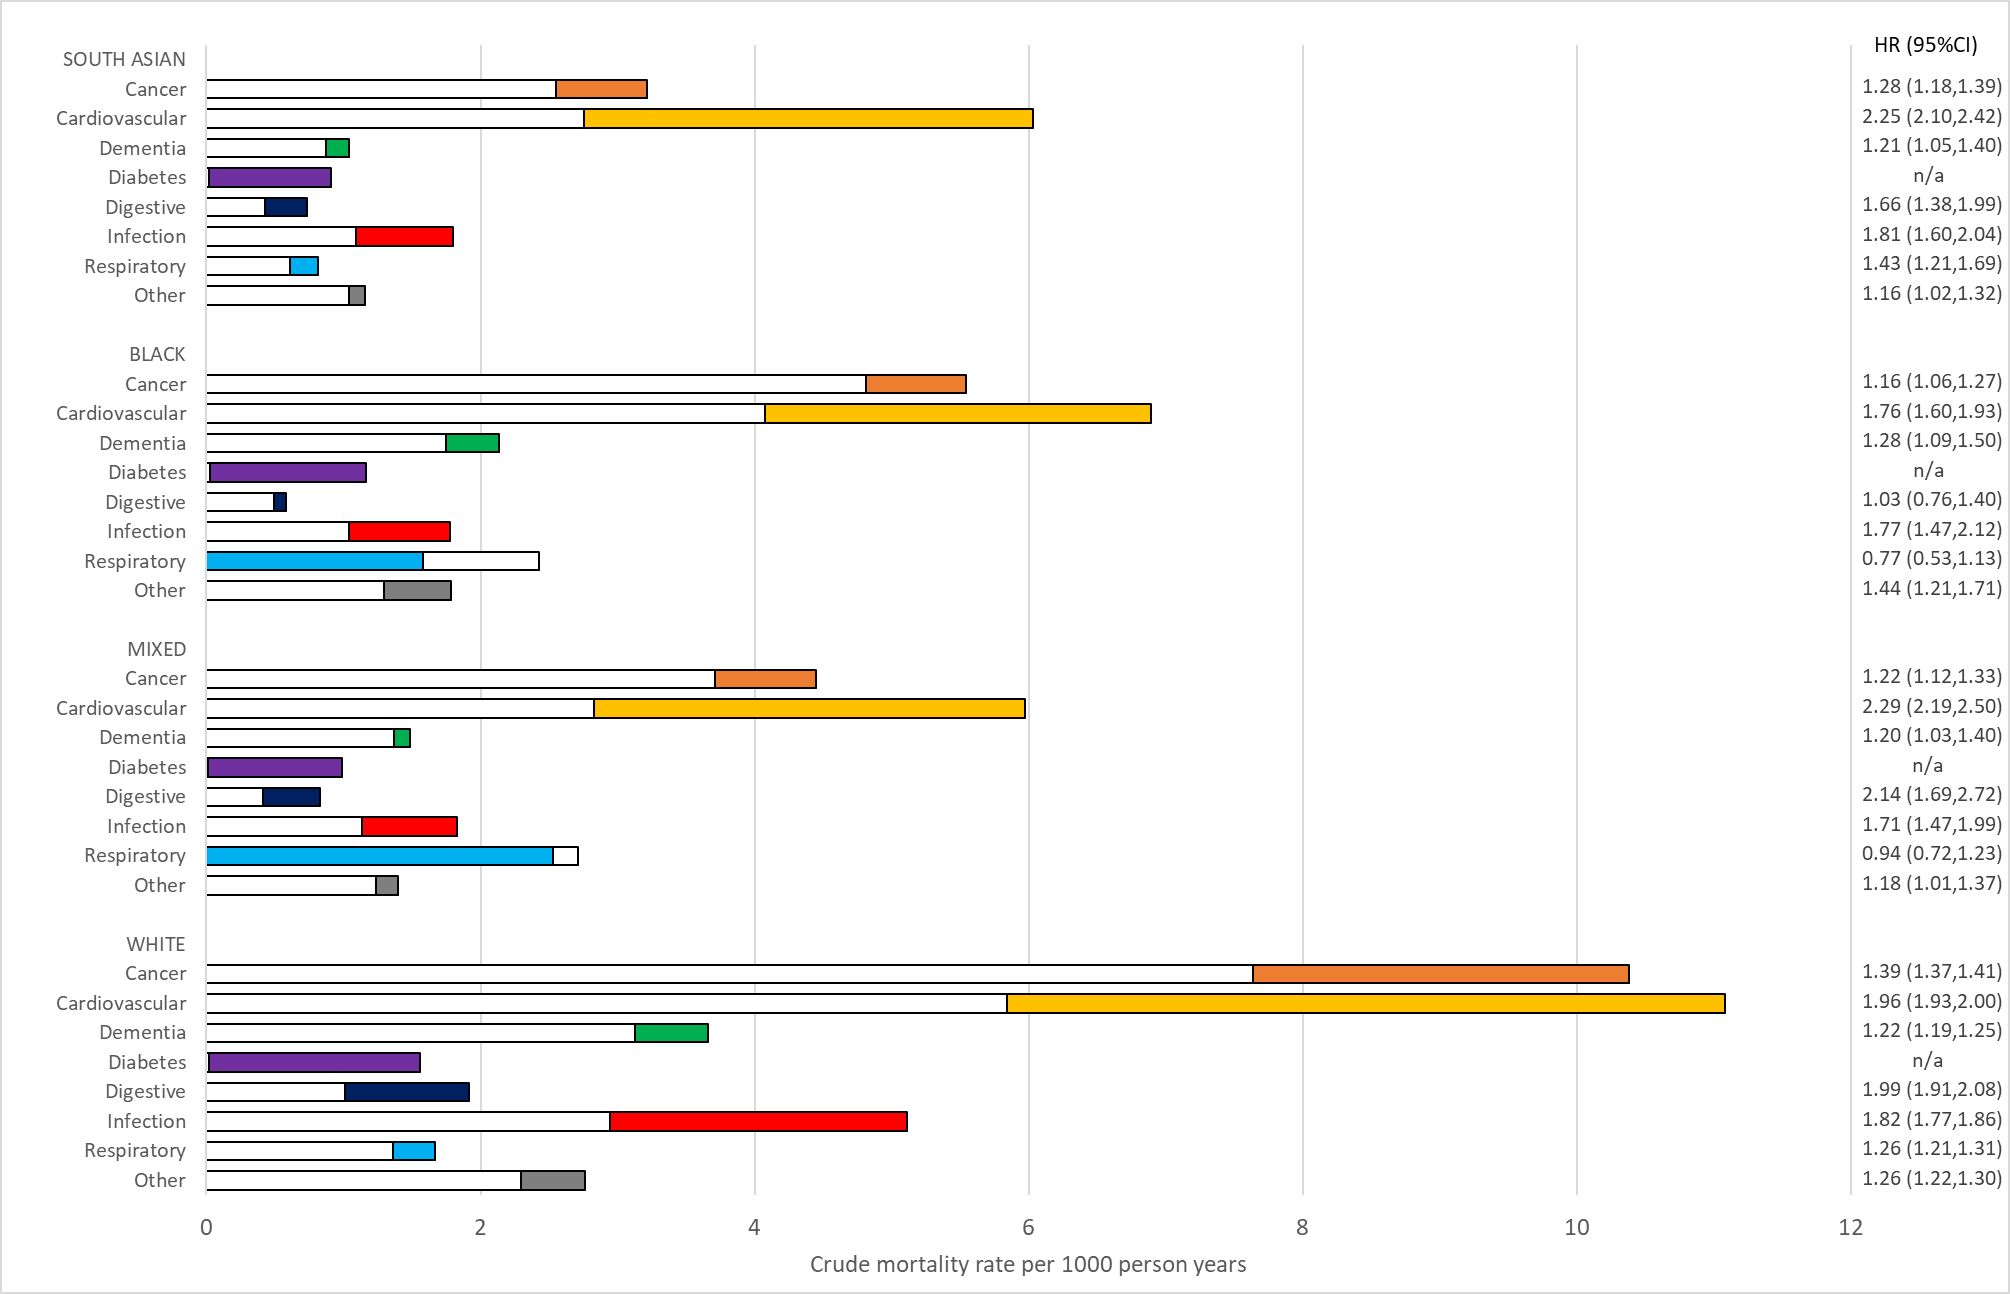 HR (95%CI)
SOUTH ASIAN
Cancer 1.28 (1.18,1.39)
Cardiovascular 2.25 (2.10,2.42)
Dementia 1.21 (1.05,1.40)
Diabetes n/a
Digestive 1.66 (1.38,1.99)
Infection 1.81 (1.60,2.04)
Respiratory 1.43 (1.21,1.69)
Other 1.16 (1.02,1.32)
BLACK
Cancer 1.16 (1.06,1.27)
Cardiovascular 1.76 (1.60,1.93)
Dementia 1.28 (1.09,1.50)
Diabetes n/a
Digestive 1.03 (0.76,1.40)
Infection 1.77 (1.47,2.12)
Respiratory 0.77 (0.53,1.13)
Other 1.44 (1.21,1.71)
MIXED
Cancer 1.22 (1.12,1.33)
Cardiovascular 2.29 (2.19,2.50)
Dementia 1.20 (1.03,1.40)
Diabetes n/a
Digestive 2.14 (1.69,2.72)
Infection 1.71 (1.47,1.99)
Respiratory 0.94 (0.72,1.23)
Other 1.18 (1.01,1.37)
WHITE
Cancer 1.39 (1.37,1.41)
Cardiovascular 1.96 (1.93,2.00)
Dementia 1.22 (1.19,1.25)
Diabetes n/a
Digestive 1.99 (1.91,2.08)
Infection 1.82 (1.77,1.86)
Respiratory 1.26 (1.21,1.31)
Other 1.26 (1.22,1.30)
0 2 4 6 8 10 12
Crude mortality rate per 1000 person years